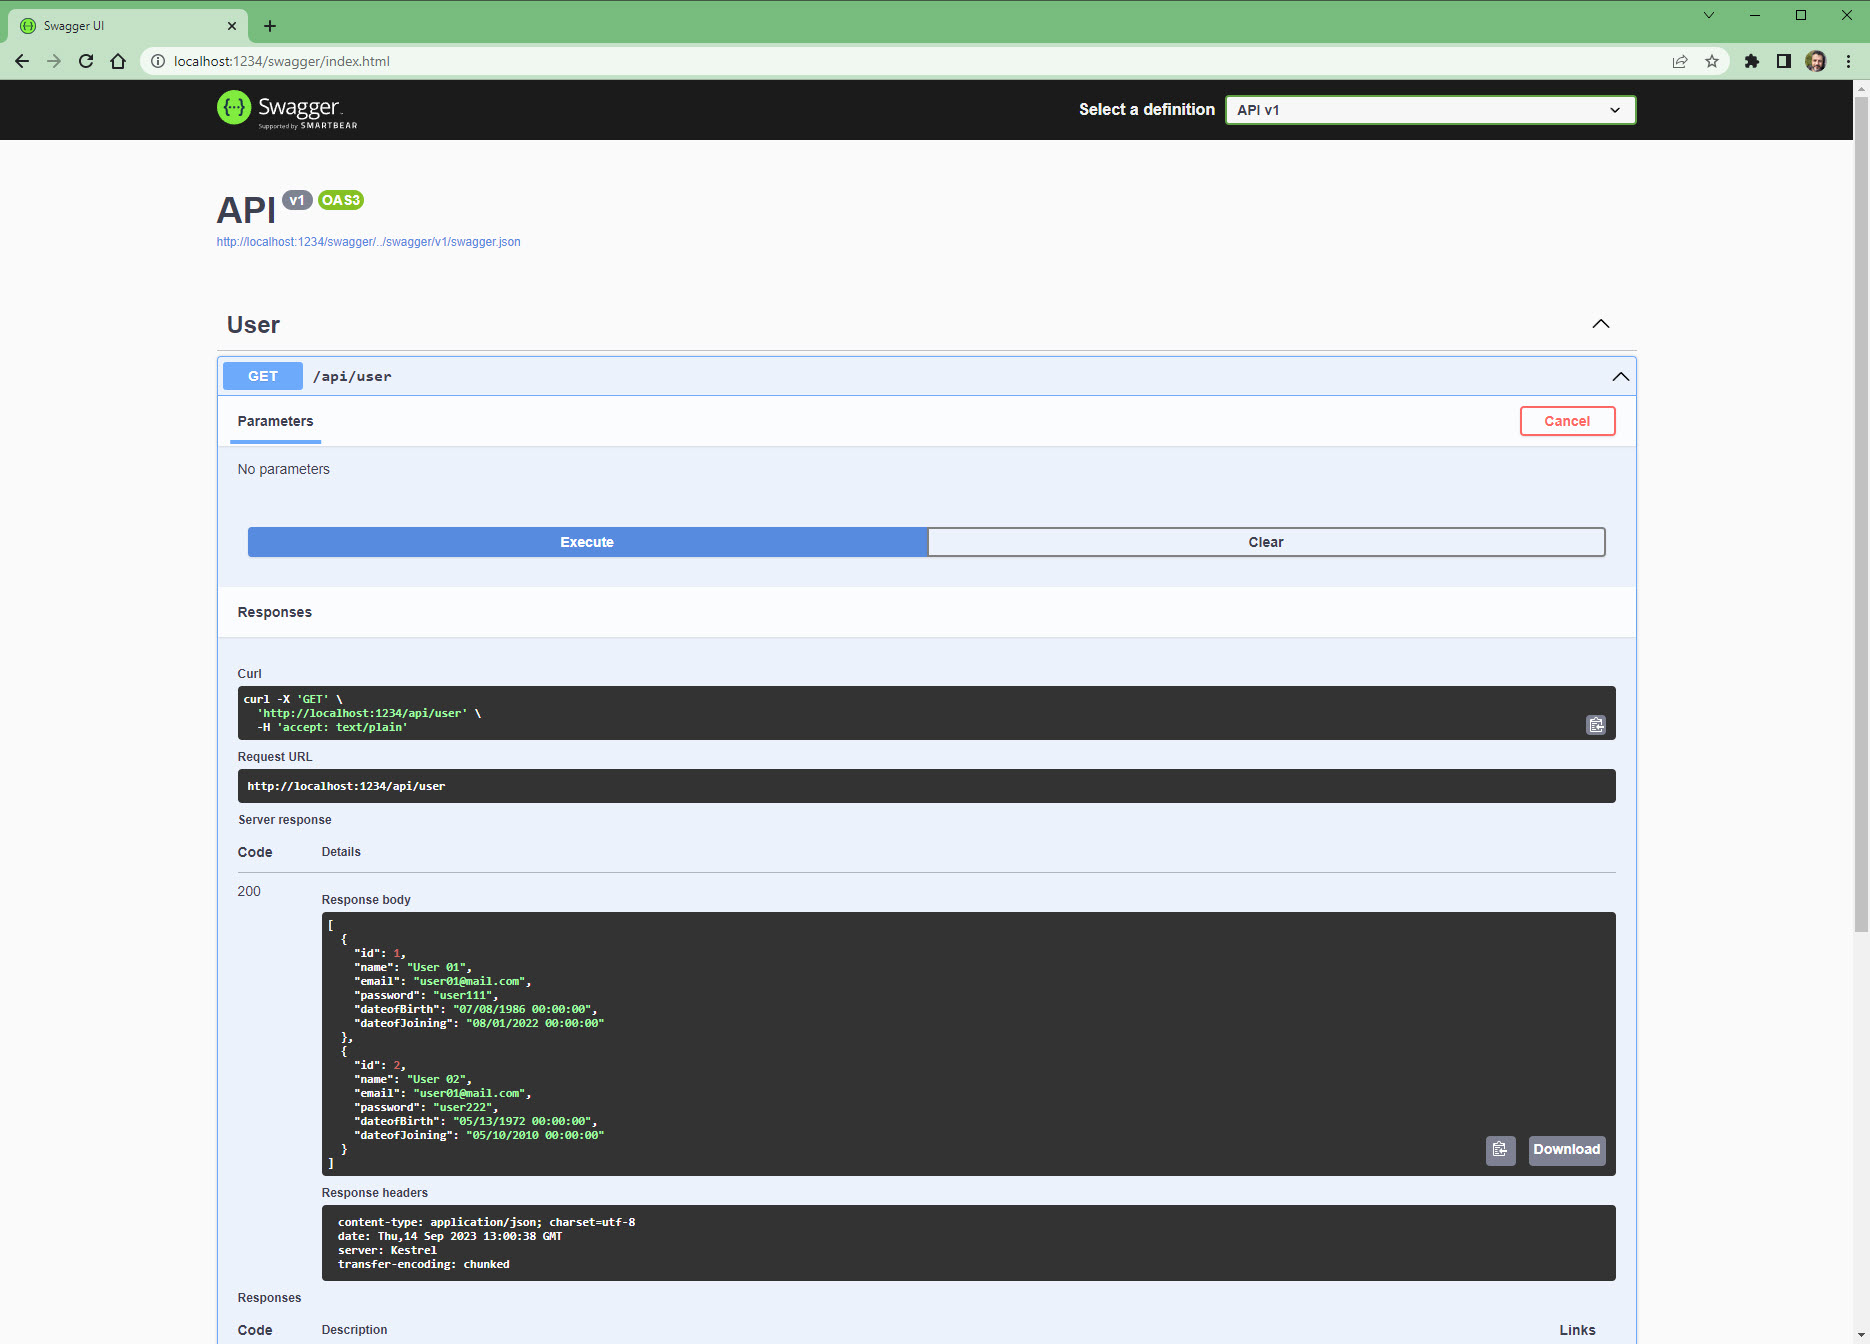 Swagger UI
localhost:1234/swagger/index.html
Swagger
Supported by SMARTBEAR
Select a definition
API v1
API v1 OAS3
http://localhost:1234/swagger/../swagger/v1/swagger.json
User
GET /api/user
Parameters
Cancel
No parameters
Execute
Clear
Responses
Curl
curl -X 'GET' \
'http://localhost:1234/api/user' \
-H 'accept: text/plain'
Request URL
http://localhost:1234/api/user
Server response
Code Details
200
Response body
[
{
"id": 1,
"name": "User 01",
"email": "user01@mail.com",
"password": "user111",
"dateofBirth": "07/08/1986 00:00:00",
"dateofJoining": "08/01/2022 00:00:00"
},
{
"id": 2,
"name": "User 02",
"email": "user01@mail.com",
"password": "user222",
"dateofBirth": "05/13/1972 00:00:00",
"dateofJoining": "05/10/2010 00:00:00"
}
]
Download
Response headers
content-type: application/json; charset=utf-8
date: Thu,14 Sep 2023 13:00:38 GMT
server: Kestrel
transfer-encoding: chunked
Responses
Code Description Links